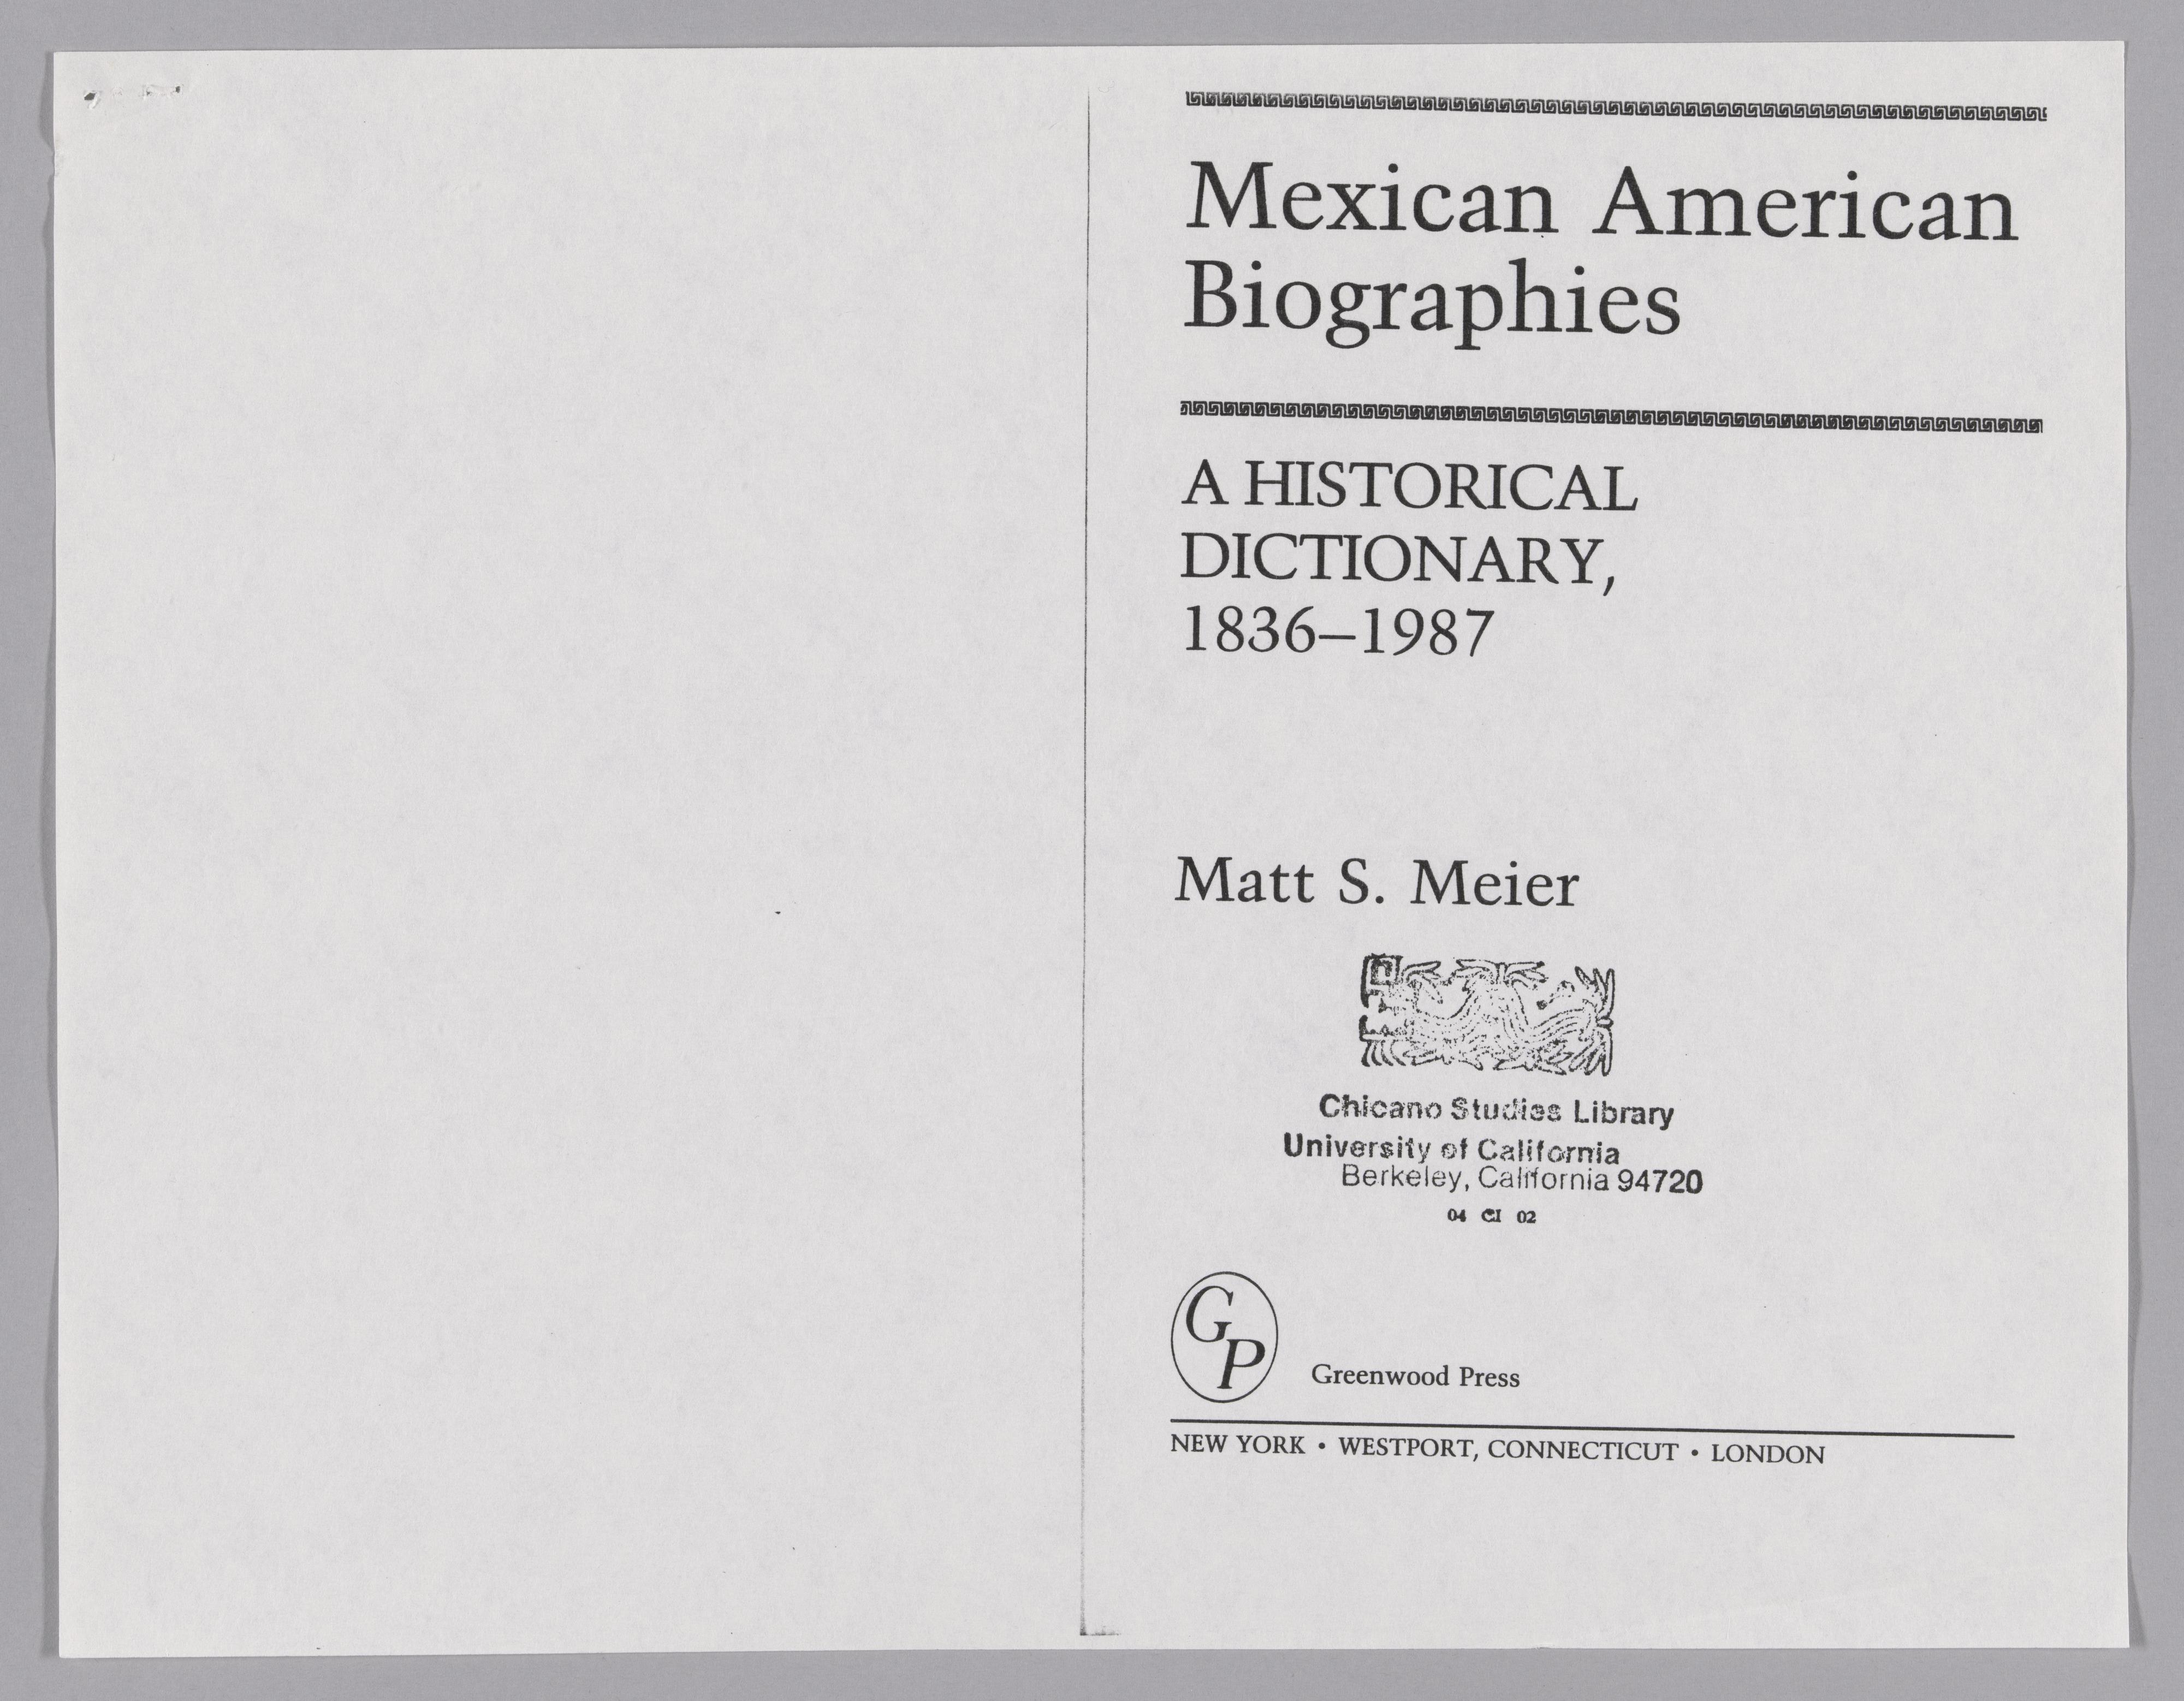 Mexican American
Biographies
A HISTORICAL
DICTIONARY,
1836–1987
Matt S. Meier
Chicano Studies Library
University of California
Berkeley, California 94720
04 CI 02
GP
Greenwood Press
NEW YORK • WESTPORT, CONNECTICUT • LONDON